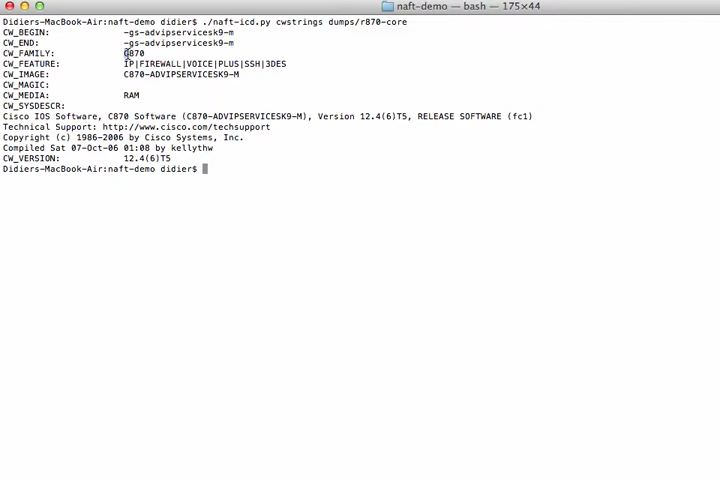 naft-demo — bash — 175×44
Didiers-MacBook-Air:naft-demo didier$ ./naft-icd.py cwstrings dumps/r870-core
CW_BEGIN: -gs-advipservicesk9-m
CW_END: -gs-advipservicesk9-m
CW_FAMILY: C870
CW_FEATURE: IP|FIREWALL|VOICE|PLUS|SSH|3DES
CW_IMAGE: C870-ADVIPSERVICESK9-M
CW_MAGIC:
CW_MEDIA: RAM
CW_SYSDESCR:
Cisco IOS Software, C870 Software (C870-ADVIPSERVICESK9-M), Version 12.4(6)T5, RELEASE SOFTWARE (fc1)
Technical Support: http://www.cisco.com/techsupport
Copyright (c) 1986-2006 by Cisco Systems, Inc.
Compiled Sat 07-Oct-06 01:08 by kellythw
CW_VERSION: 12.4(6)T5
Didiers-MacBook-Air:naft-demo didier$